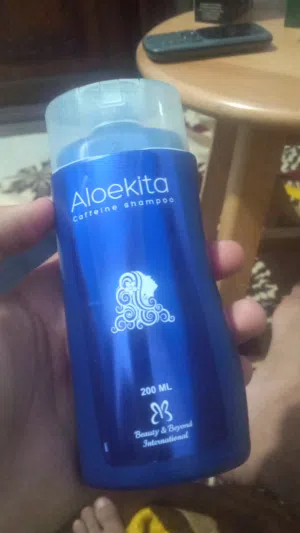 Aloekita
caffeine shampoo
200 ML
Beauty & Beyond
International